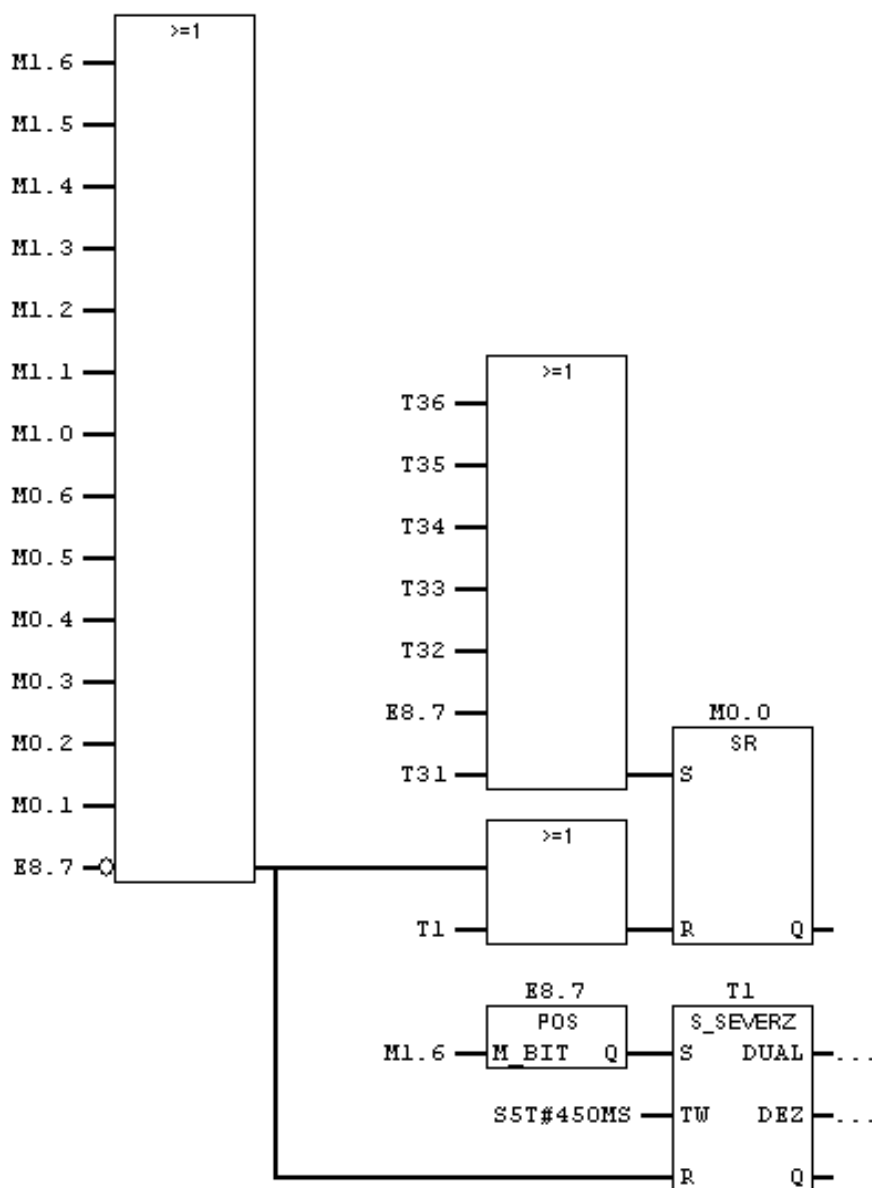 >=1
M1.6
M1.5
M1.4
M1.3
M1.2
M1.1
>=1
T36
M1.0
T35
M0.6
T34
M0.5
T33
M0.4
T32
M0.3
E8.7 M0.0
SR
M0.2
T31 S
M0.1
>=1
E8.7
T1 R Q
E8.7 T1
POS S_SEVERZ
M1.6 M_BIT Q S DUAL ...
S5T#450MS TW DEZ ...
R Q